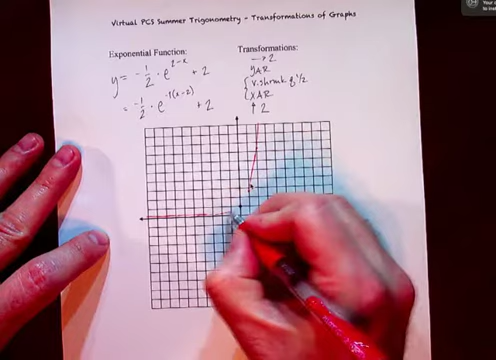 Virtual PCS Summer Trigonometry - Transformations of Graphs
Exponential Function:
Transformations:
y = -1/2 · e^(2-x) + 2
= -1/2 · e^(-1(x-2)) + 2
→ 2
yAR
{ v. shrink of 1/2
xAR
↑ 2